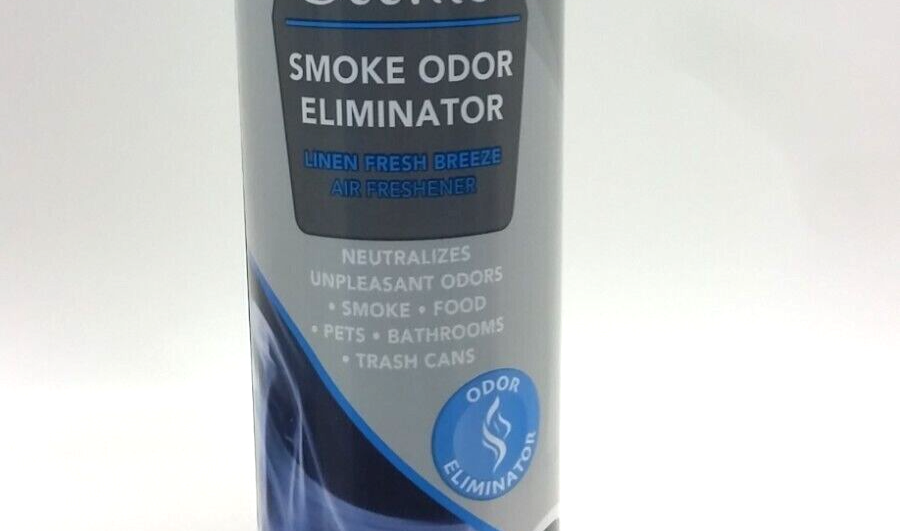 SMOKE ODOR
ELIMINATOR
LINEN FRESH BREEZE
AIR FRESHENER
NEUTRALIZES
UNPLEASANT ODORS
• SMOKE • FOOD
• PETS • BATHROOMS
• TRASH CANS
ODOR
ELIMINATOR